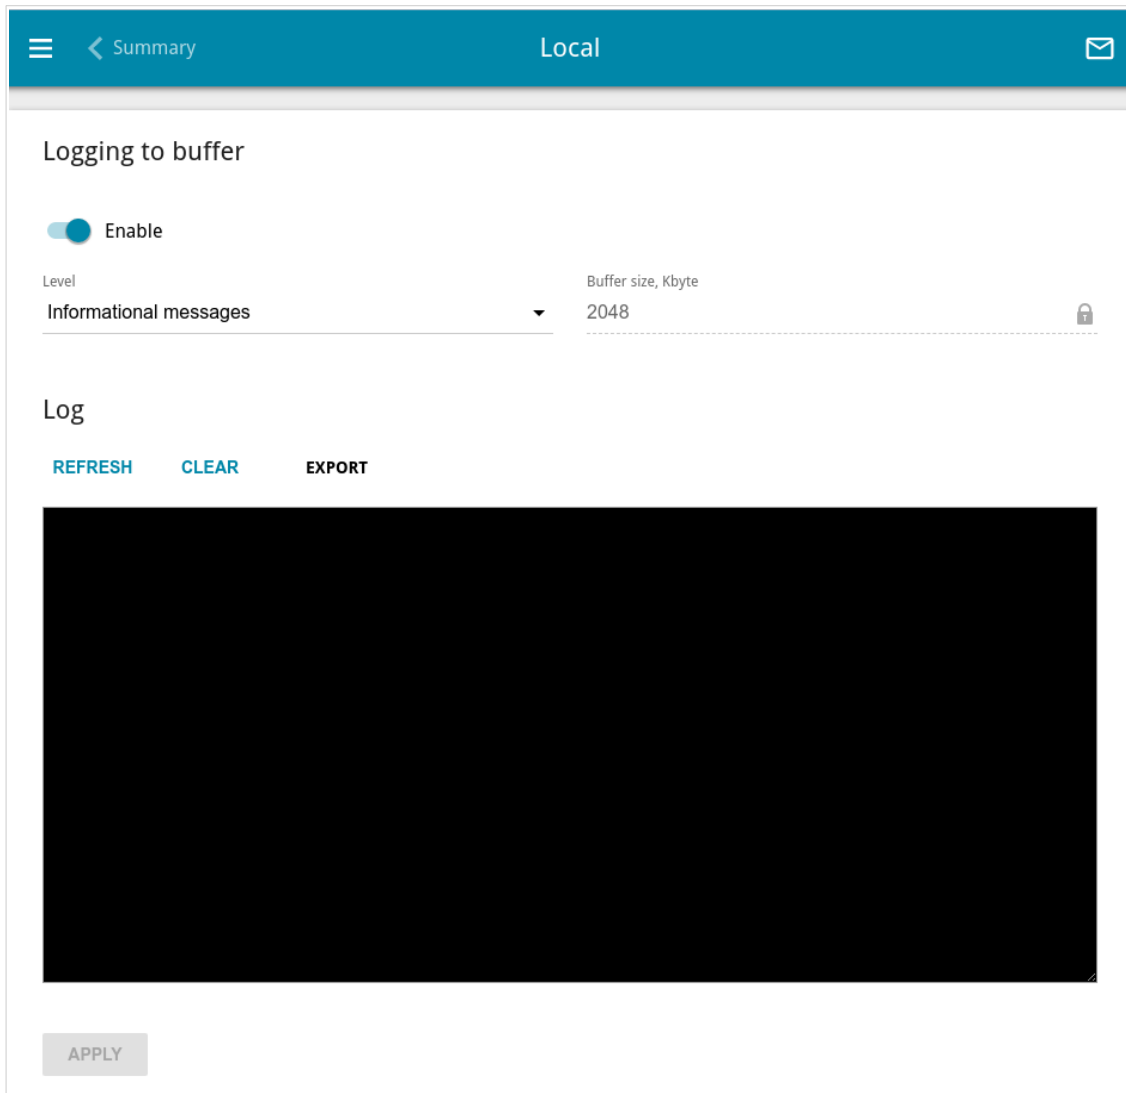 Summary
Local
Logging to buffer
Enable
Level
Buffer size, Kbyte
Informational messages
2048
Log
REFRESH CLEAR EXPORT
APPLY